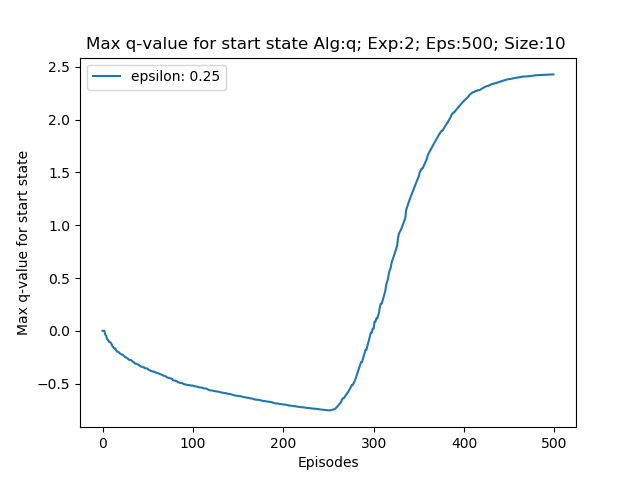 Max q-value for start state Alg:q; Exp:2; Eps:500; Size:10
epsilon: 0.25
Max q-value for start state
2.5
2.0
1.5
1.0
0.5
0.0
−0.5
0 100 200 300 400 500
Episodes